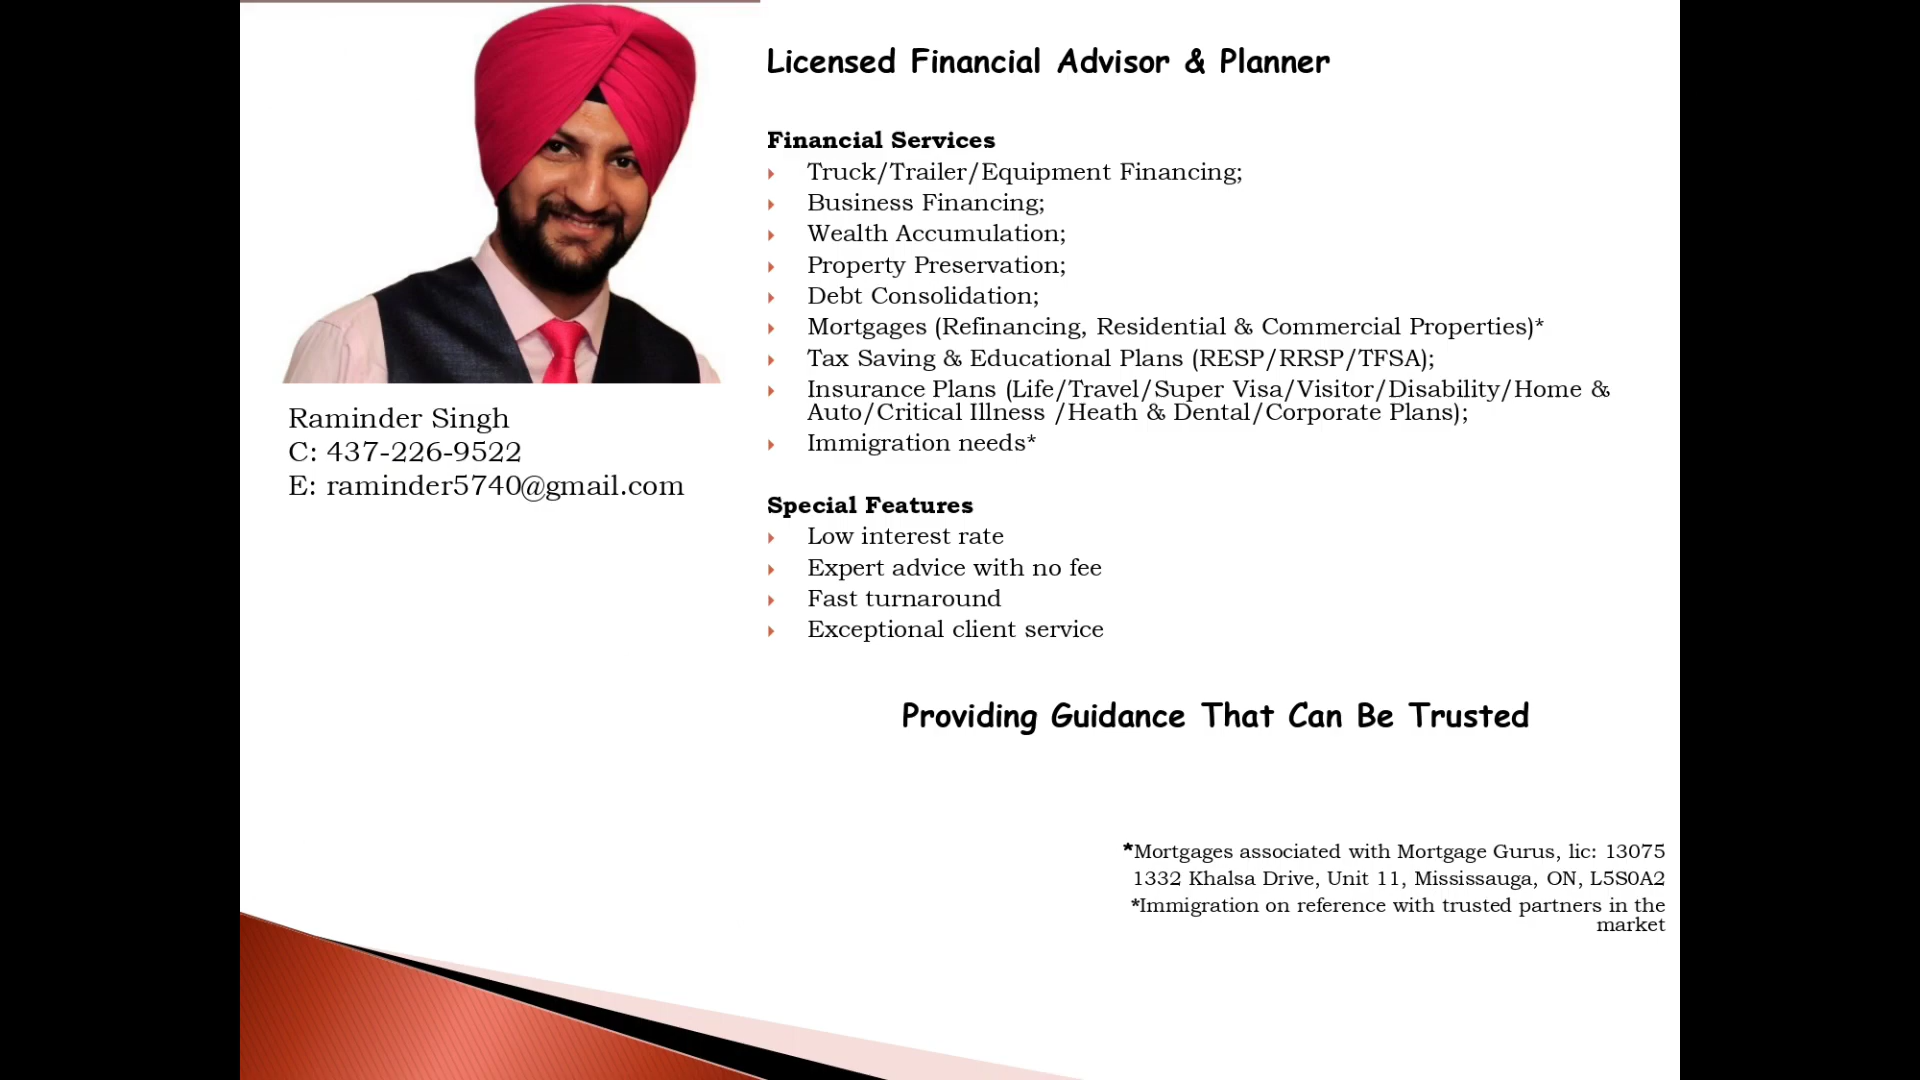 Licensed Financial Advisor & Planner
Financial Services
Truck/Trailer/Equipment Financing;
Business Financing;
Wealth Accumulation;
Property Preservation;
Debt Consolidation;
Mortgages (Refinancing, Residential & Commercial Properties)*
Tax Saving & Educational Plans (RESP/RRSP/TFSA);
Insurance Plans (Life/Travel/Super Visa/Visitor/Disability/Home &
Auto/Critical Illness /Heath & Dental/Corporate Plans);
Immigration needs*
Raminder Singh
C: 437-226-9522
E: raminder5740@gmail.com
Special Features
Low interest rate
Expert advice with no fee
Fast turnaround
Exceptional client service
Providing Guidance That Can Be Trusted
*Mortgages associated with Mortgage Gurus, lic: 13075
1332 Khalsa Drive, Unit 11, Mississauga, ON, L5S0A2
*Immigration on reference with trusted partners in the
market